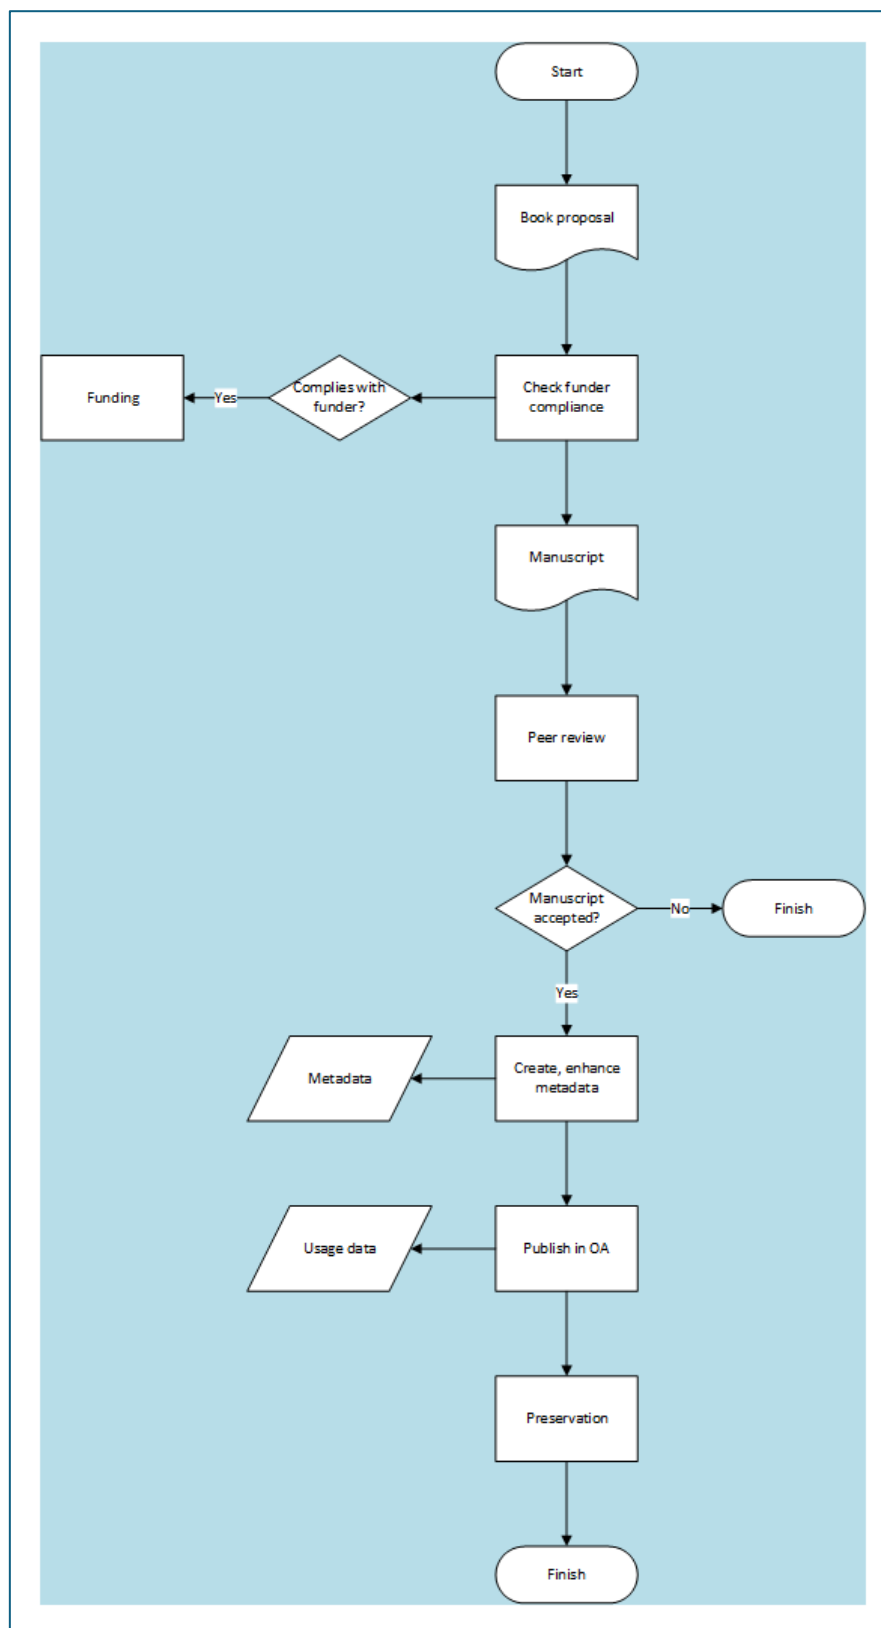 Start
Book proposal
Funding
Yes
Complies with
funder?
Check funder
compliance
Manuscript
Peer review
Manuscript
accepted?
No
Finish
Yes
Metadata
Create, enhance
metadata
Usage data
Publish in OA
Preservation
Finish